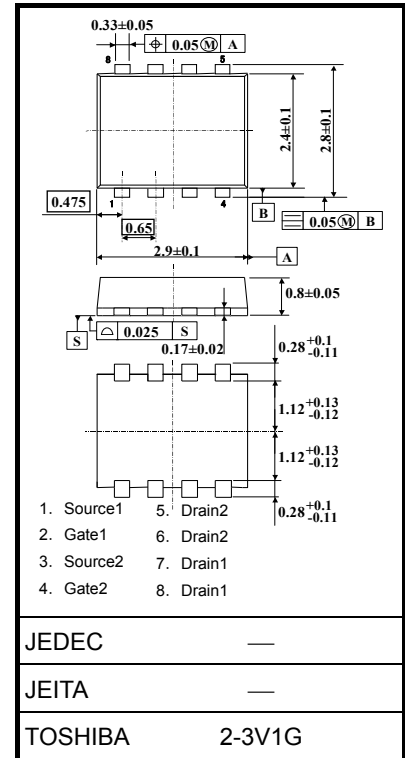 0.33±0.05
⌖ 0.05Ⓜ A
8 5
2.4±0.1
2.8±0.1
0.475
1 4
B
0.65
⌯ 0.05Ⓜ B
2.9±0.1
A
0.8±0.05
S
⌓ 0.025 S
0.17±0.02
0.28 +0.1 -0.11
1.12 +0.13 -0.12
1.12 +0.13 -0.12
0.28 +0.1 -0.11
1. Source1 5. Drain2
2. Gate1 6. Drain2
3. Source2 7. Drain1
4. Gate2 8. Drain1
JEDEC ―
JEITA ―
TOSHIBA 2-3V1G